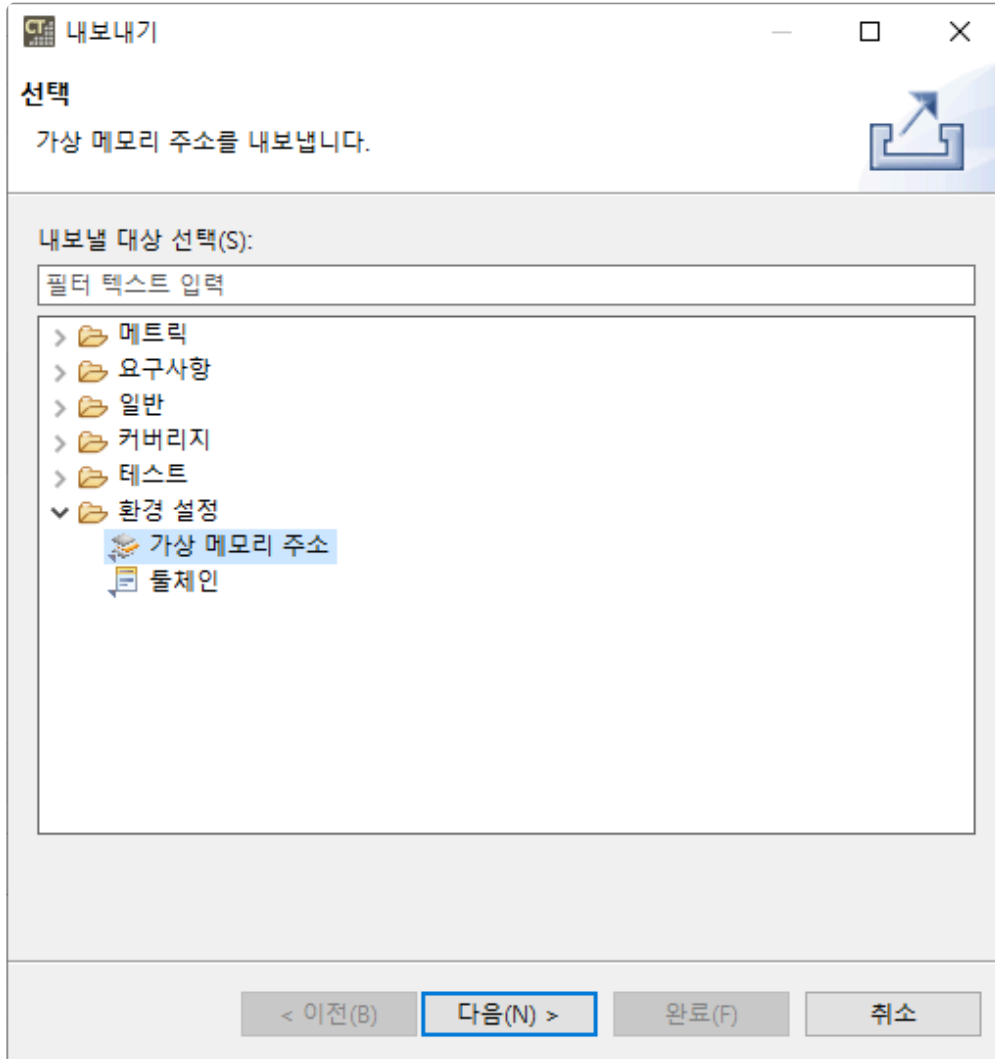 CT 내보내기
선택
가상 메모리 주소를 내보냅니다.
내보낼 대상 선택(S):
필터 텍스트 입력
메트릭
요구사항
일반
커버리지
테스트
환경 설정
가상 메모리 주소
툴체인
< 이전(B) 다음(N) > 완료(F) 취소